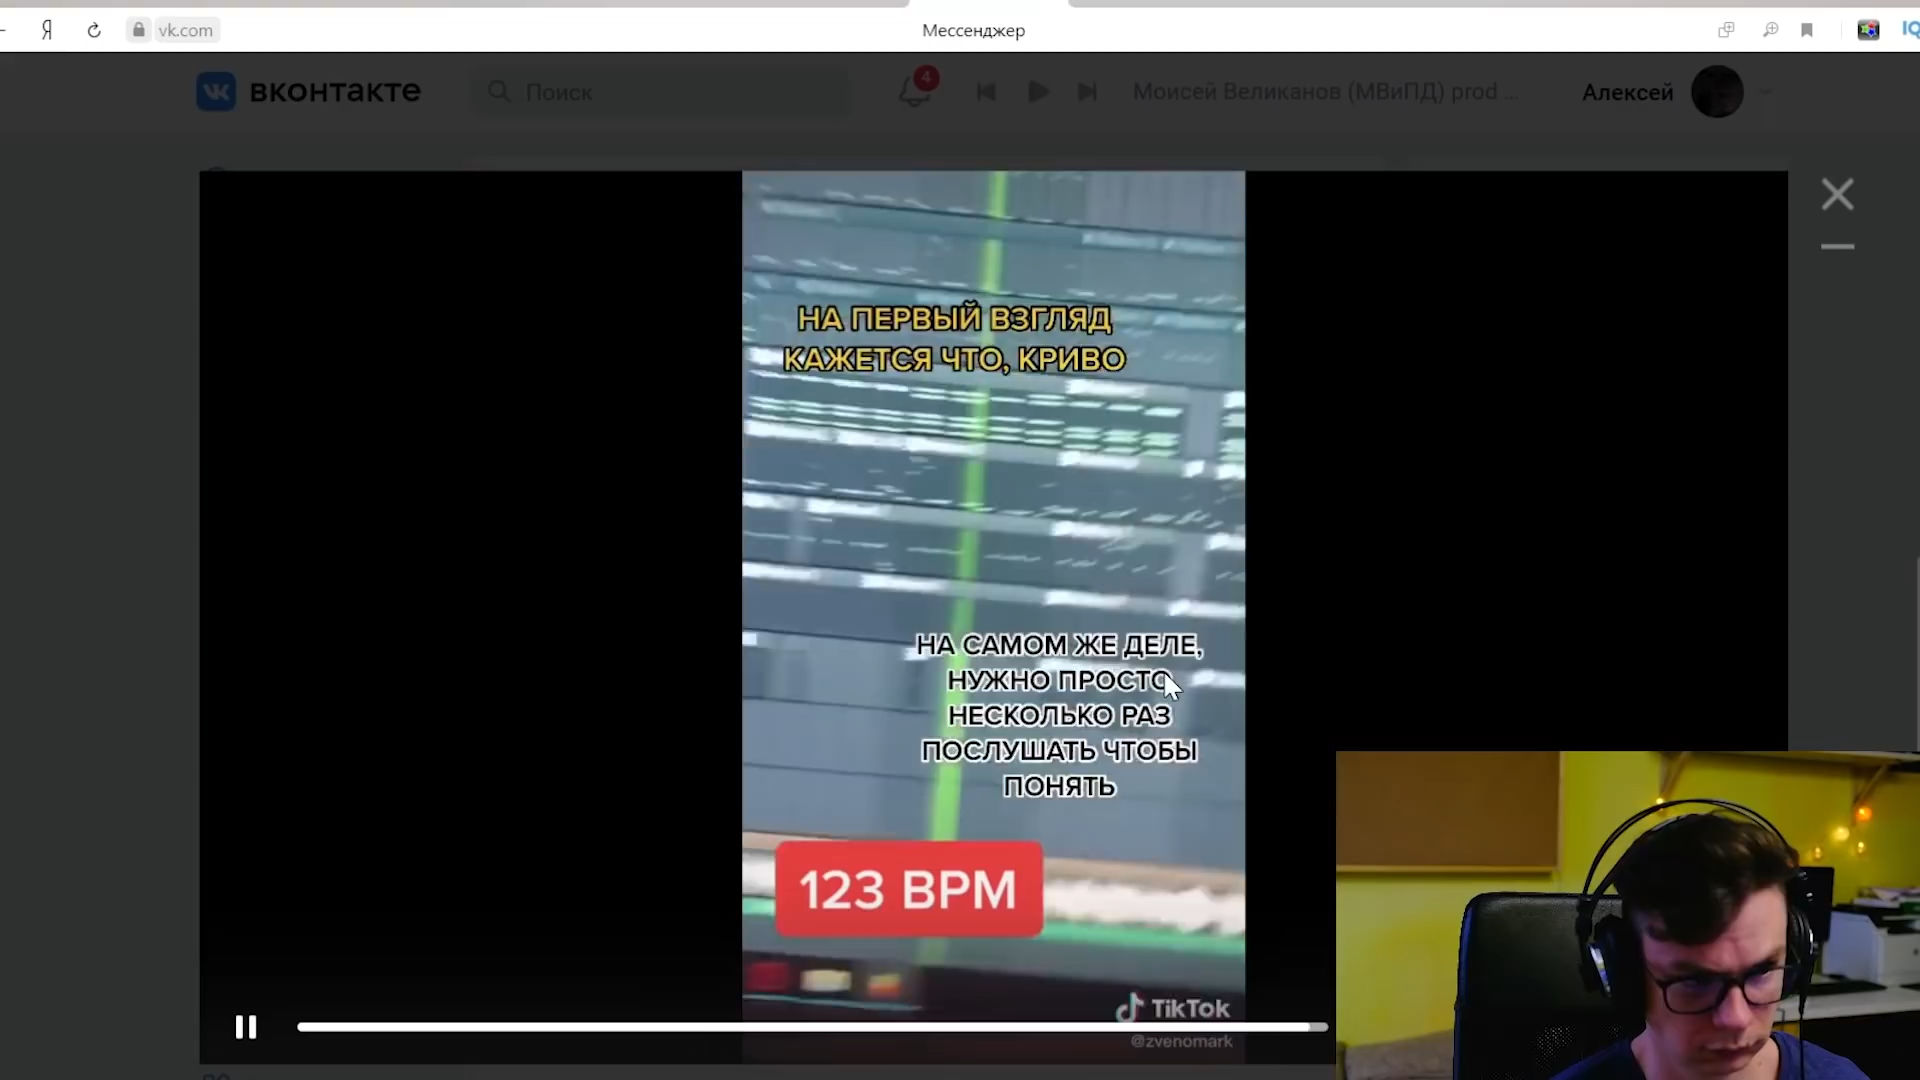 Я
vk.com
Мессенджер
IQ
вконтакте
Поиск
4
Моисей Великанов (МВиПД) prod ...
Алексей
НА ПЕРВЫЙ ВЗГЛЯД
КАЖЕТСЯ ЧТО, КРИВО
НА САМОМ ЖЕ ДЕЛЕ,
НУЖНО ПРОСТО
НЕСКОЛЬКО РАЗ
ПОСЛУШАТЬ ЧТОБЫ
ПОНЯТЬ
123 BPM
TikTok
@zvenomark